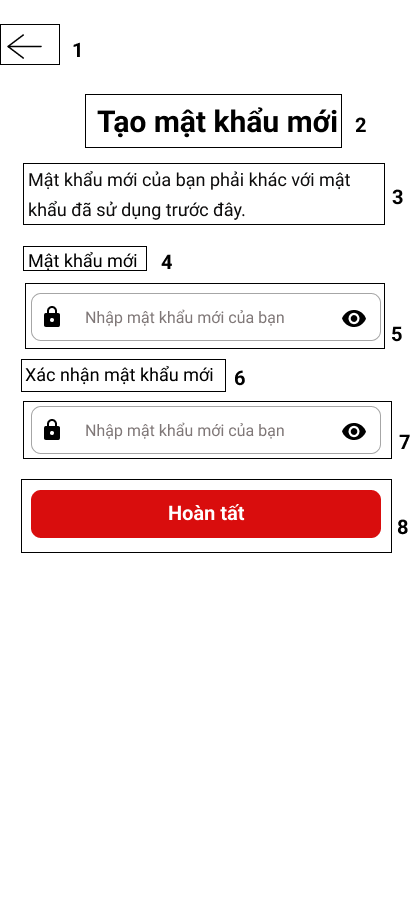 1
Tạo mật khẩu mới 2
Mật khẩu mới của bạn phải khác với mật
khẩu đã sử dụng trước đây.
3
Mật khẩu mới 4
Nhập mật khẩu mới của bạn
5
Xác nhận mật khẩu mới 6
Nhập mật khẩu mới của bạn
7
Hoàn tất
8